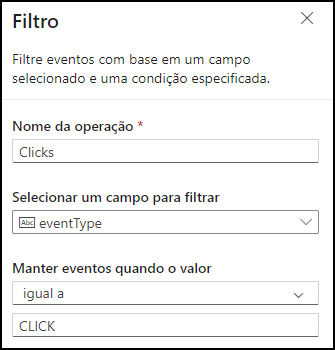 Filtro
Filtre eventos com base em um campo
selecionado e uma condição especificada.
Nome da operação *
Clicks
Selecionar um campo para filtrar
Abc eventType
Manter eventos quando o valor
igual a
CLICK